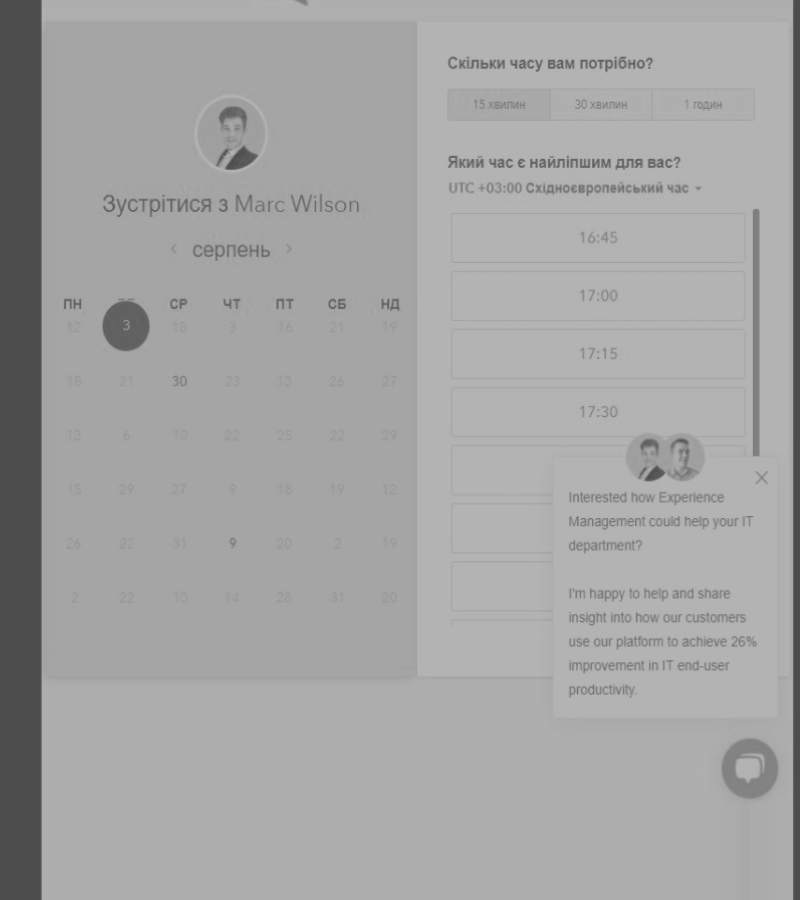 Зустрітися з Marc Wilson
серпень
ПН СР ЧТ ПТ СБ НД
12 3 18 3 16 21 19
18 21 30 23 13 26 27
13 6 10 22 25 22 29
15 29 27 9 18 19 12
26 22 31 9 20 2 19
2 22 10 14 28 31 20
Скільки часу вам потрібно?
15 хвилин 30 хвилин 1 годин
Який час є найліпшим для вас?
UTC +03:00 Східноєвропейський час
16:45
17:00
17:15
17:30
Interested how Experience
Management could help your IT
department?
I'm happy to help and share
insight into how our customers
use our platform to achieve 26%
improvement in IT end-user
productivity.